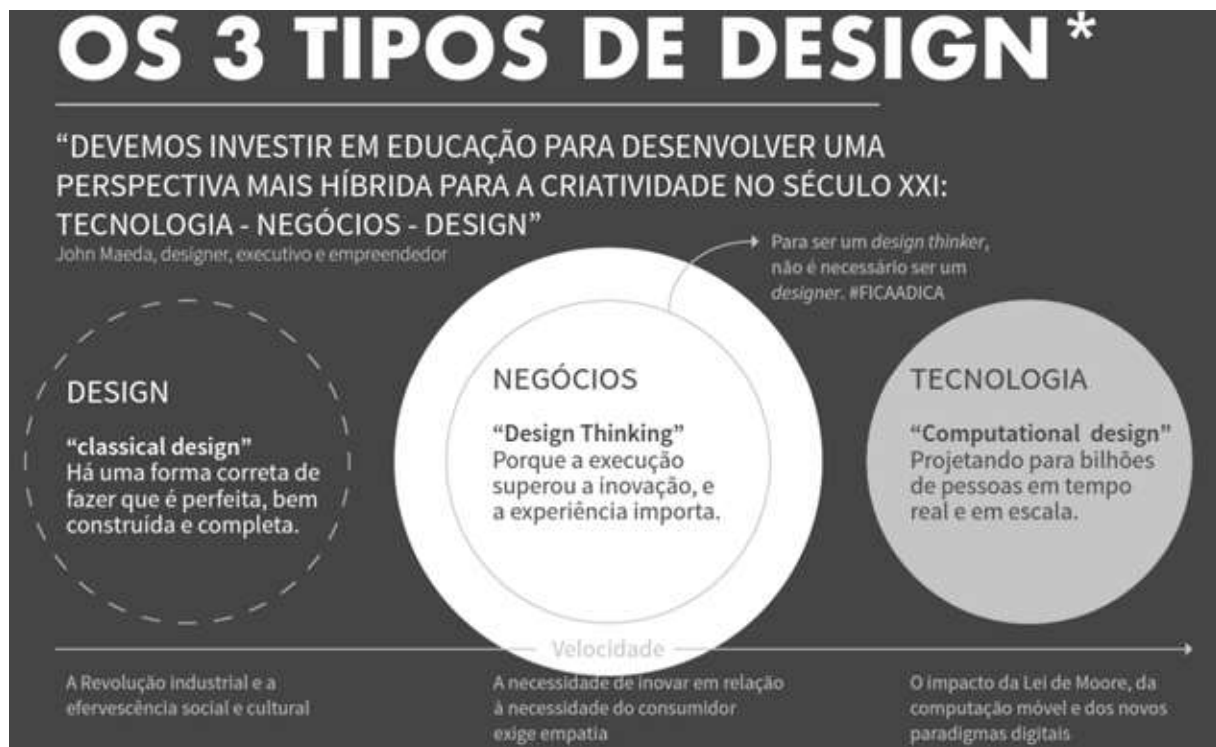 OS 3 TIPOS DE DESIGN*
“DEVEMOS INVESTIR EM EDUCAÇÃO PARA DESENVOLVER UMA
PERSPECTIVA MAIS HÍBRIDA PARA A CRIATIVIDADE NO SÉCULO XXI:
TECNOLOGIA - NEGÓCIOS - DESIGN”
John Maeda, designer, executivo e empreendedor
Para ser um design thinker,
não é necessário ser um
designer. #FICAADICA
DESIGN
“classical design”
Há uma forma correta de
fazer que é perfeita, bem
construída e completa.
NEGÓCIOS
“Design Thinking”
Porque a execução
superou a inovação, e
a experiência importa.
TECNOLOGIA
“Computational design”
Projetando para bilhões
de pessoas em tempo
real e em escala.
Velocidade
A Revolução industrial e a
efervescência social e cultural
A necessidade de inovar em relação
à necessidade do consumidor
exige empatia
O impacto da Lei de Moore, da
computação móvel e dos novos
paradigmas digitais